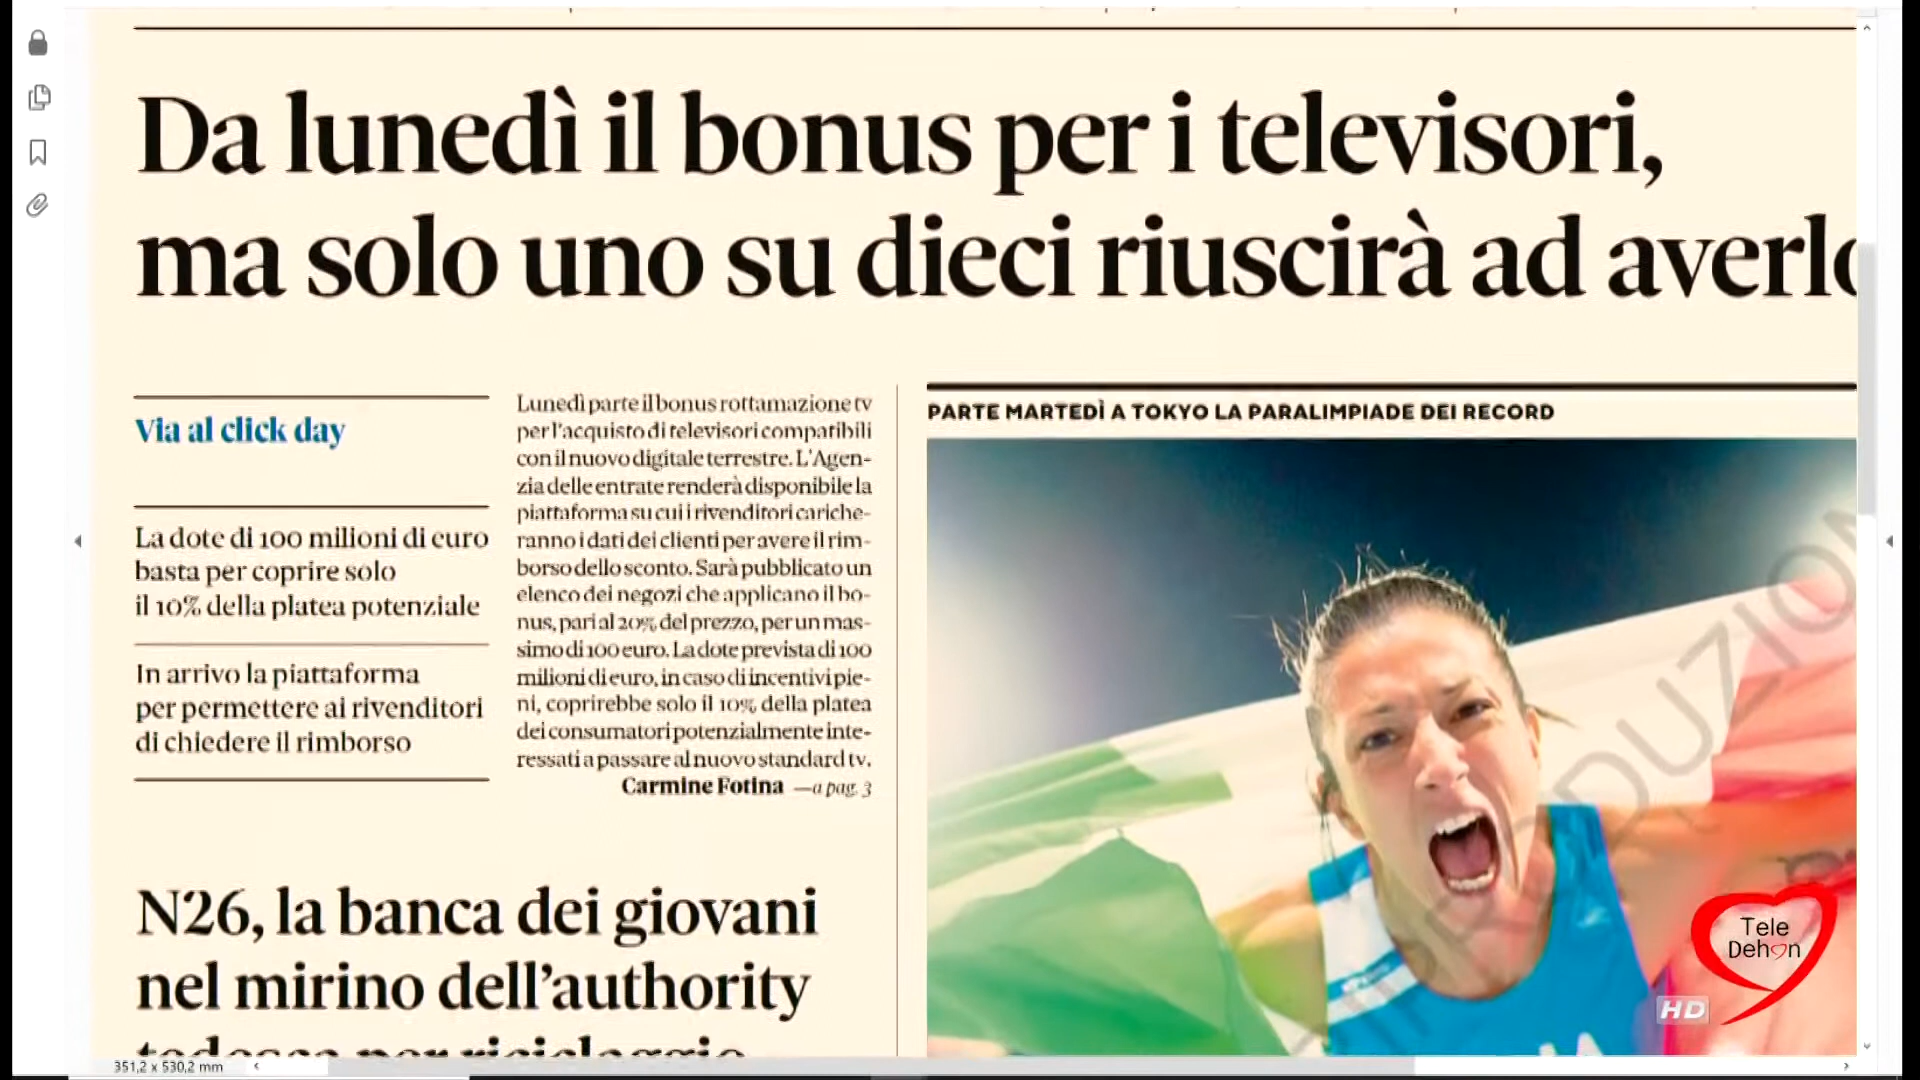 Da lunedì il bonus per i televisori,
ma solo uno su dieci riuscirà ad averlo
Via al click day
La dote di 100 milioni di euro
basta per coprire solo
il 10% della platea potenziale
In arrivo la piattaforma
per permettere ai rivenditori
di chiedere il rimborso
Lunedì parte il bonus rottamazione tv
per l'acquisto di televisori compatibili
con il nuovo digitale terrestre. L'Agen-
zia delle entrate renderà disponibile la
piattaforma su cui i rivenditori cariche-
ranno i dati dei clienti per avere il rim-
borso dello sconto. Sarà pubblicato un
elenco dei negozi che applicano il bo-
nus, pari al 20% del prezzo, per un mas-
simo di 100 euro. La dote prevista di 100
milioni di euro, in caso di incentivi pie-
ni, coprirebbe solo il 10% della platea
dei consumatori potenzialmente inte-
ressati a passare al nuovo standard tv.
Carmine Fotina —a pag. 3
N26, la banca dei giovani
nel mirino dell'authority
tedesca per riciclaggio
PARTE MARTEDÌ A TOKYO LA PARALIMPIADE DEI RECORD
Tele
Dehon
HD
351,2 x 530,2 mm